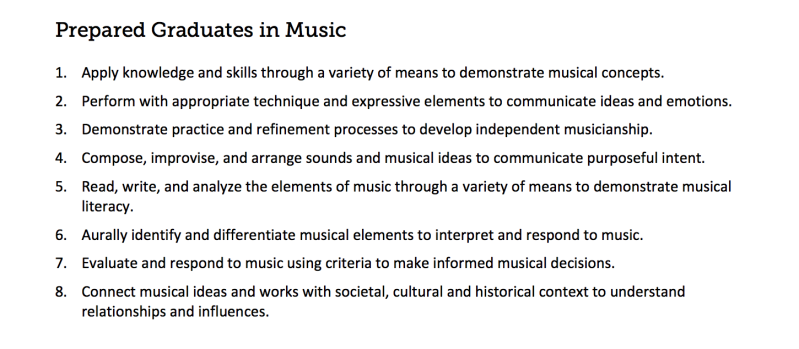 Prepared Graduates in Music
1. Apply knowledge and skills through a variety of means to demonstrate musical concepts.
2. Perform with appropriate technique and expressive elements to communicate ideas and emotions.
3. Demonstrate practice and refinement processes to develop independent musicianship.
4. Compose, improvise, and arrange sounds and musical ideas to communicate purposeful intent.
5. Read, write, and analyze the elements of music through a variety of means to demonstrate musical
literacy.
6. Aurally identify and differentiate musical elements to interpret and respond to music.
7. Evaluate and respond to music using criteria to make informed musical decisions.
8. Connect musical ideas and works with societal, cultural and historical context to understand
relationships and influences.